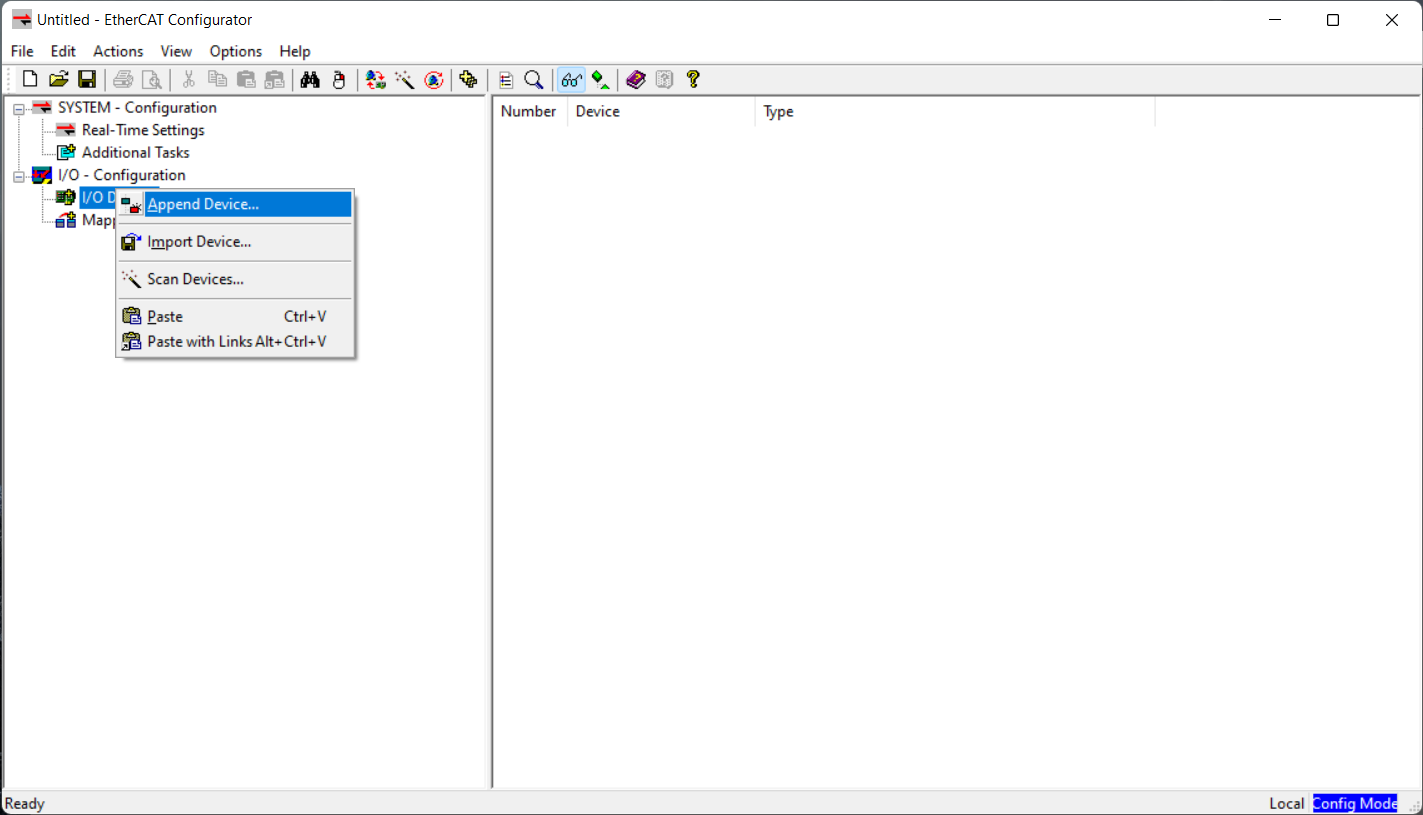 Untitled - EtherCAT Configurator
File Edit Actions View Options Help
SYSTEM - Configuration
Real-Time Settings
Additional Tasks
I/O - Configuration
I/O D
Mapp
Append Device...
Import Device...
Scan Devices...
Paste Ctrl+V
Paste with Links Alt+Ctrl+V
Number Device Type
Ready Local Config Mode